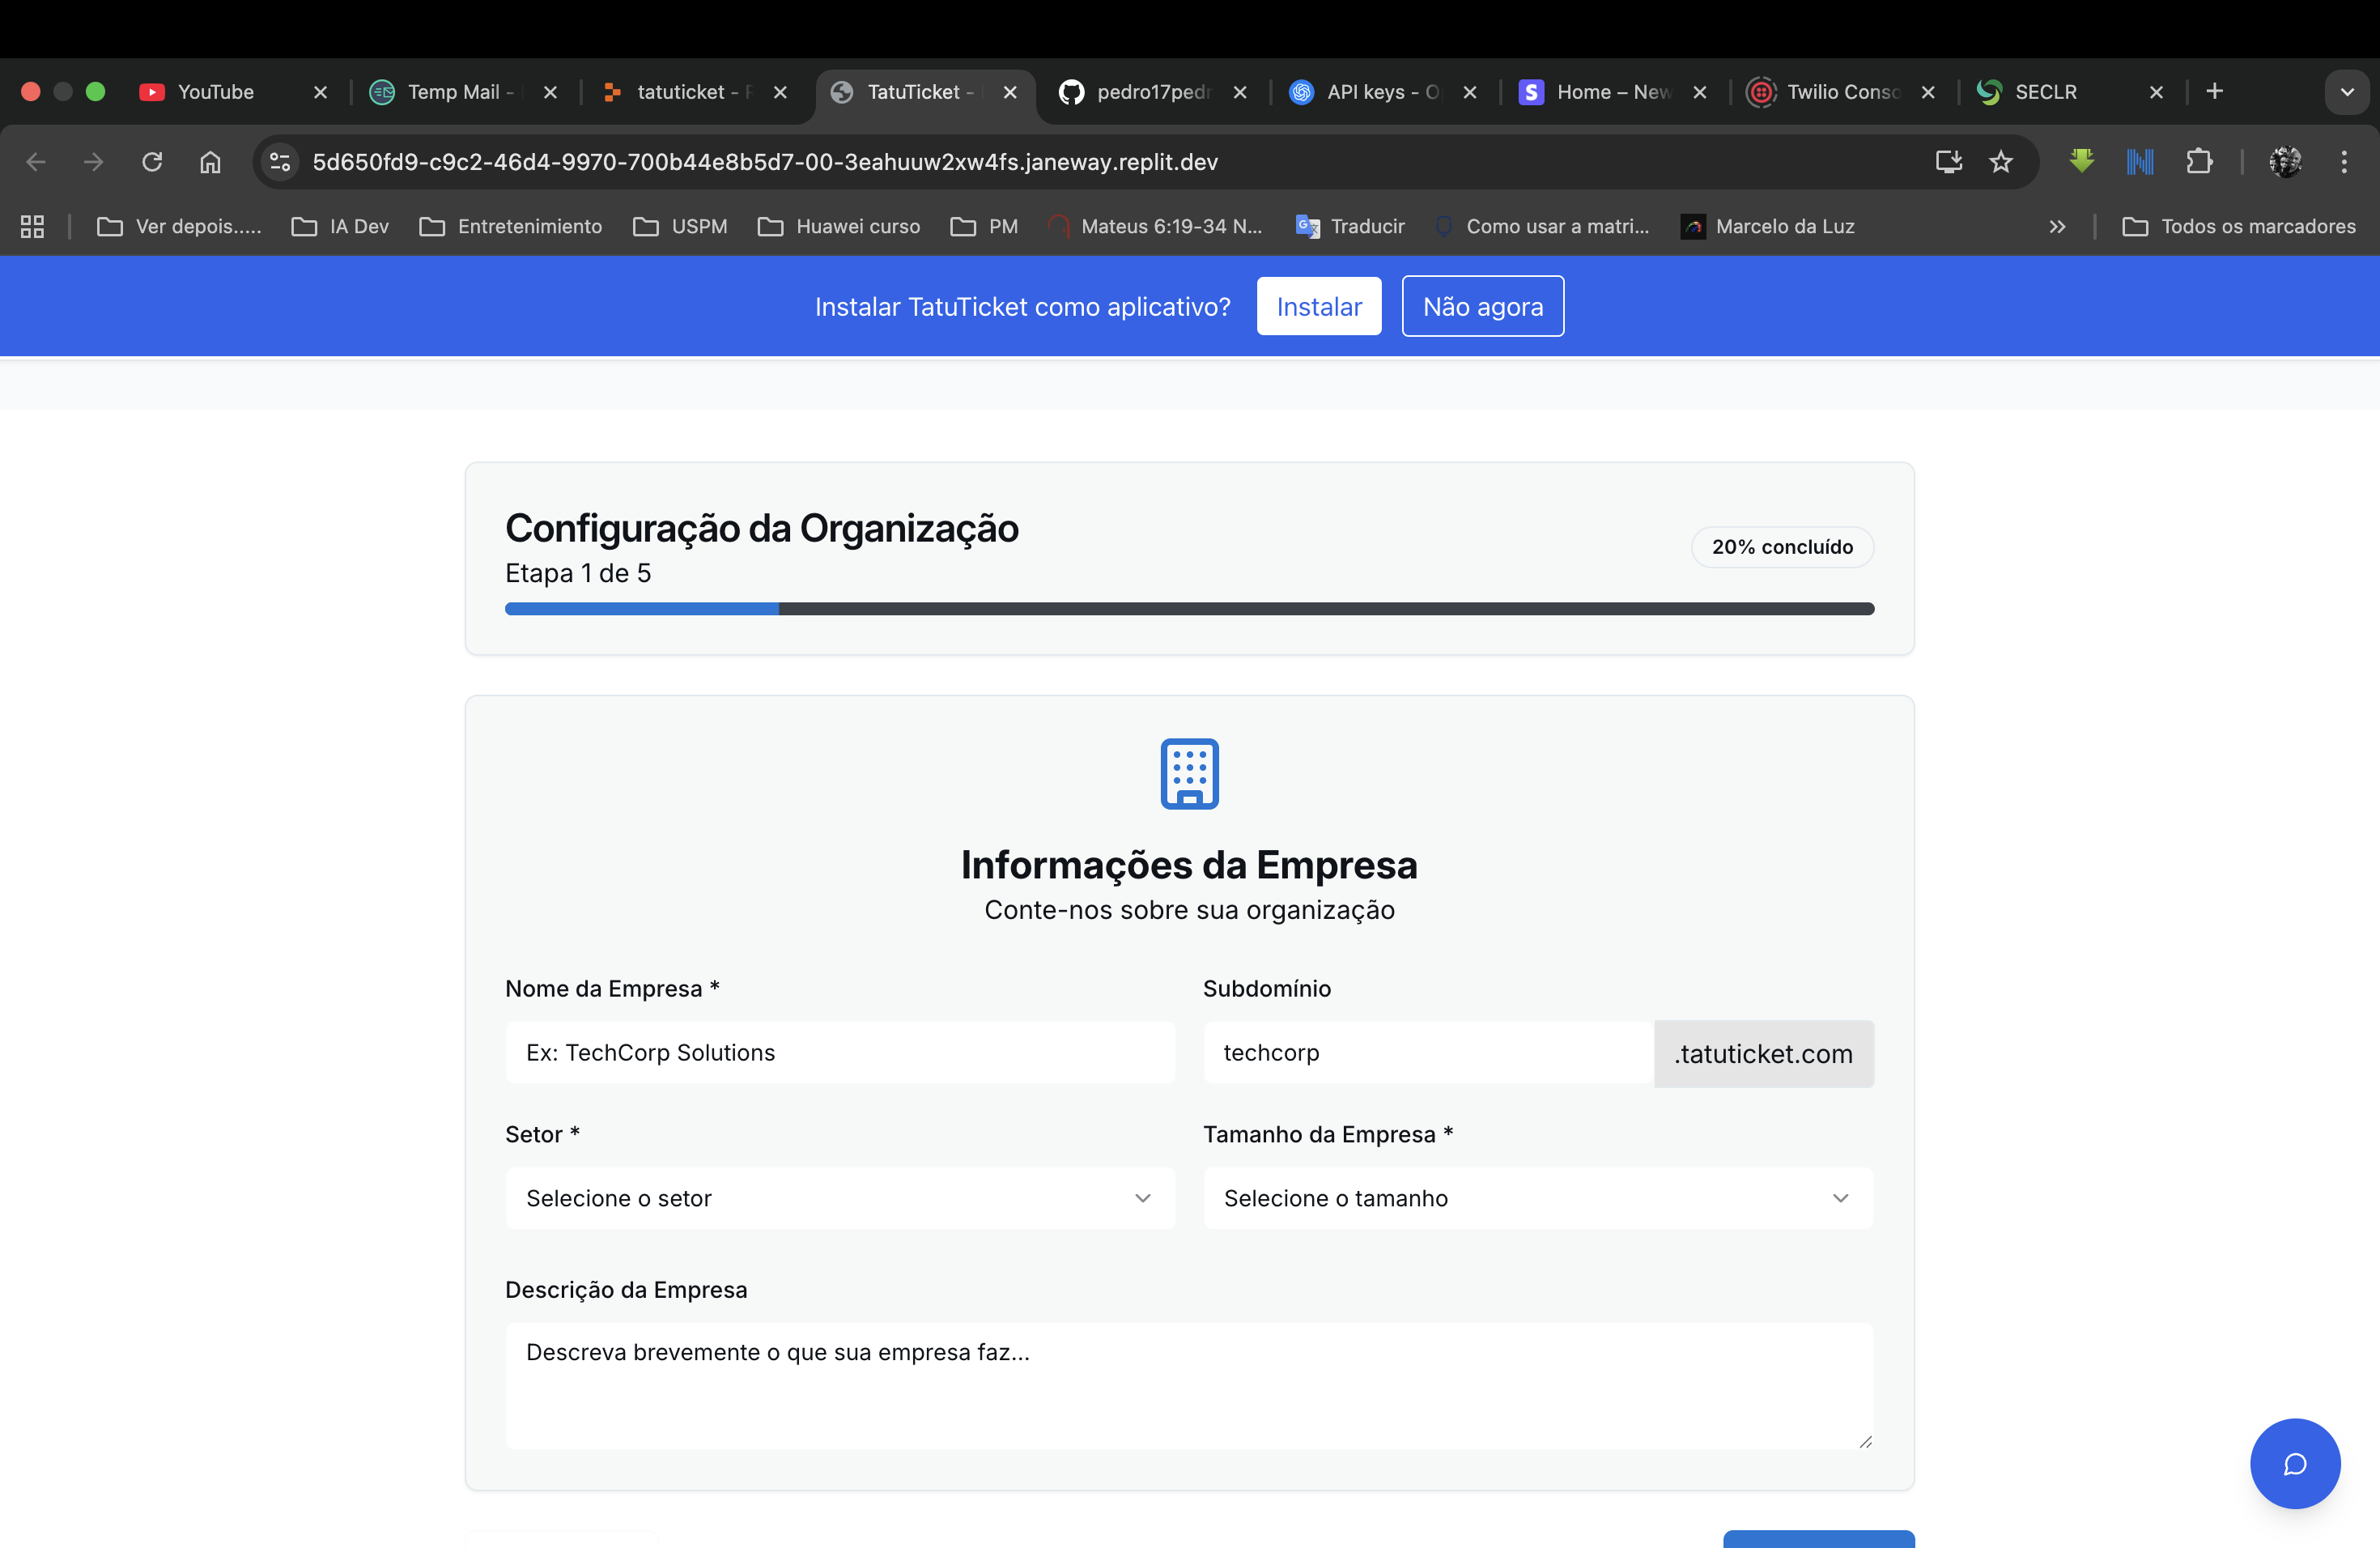 YouTube
Temp Mail -
tatuticket -
TatuTicket -
pedro17ped
API keys -
Home – New
Twilio Conso
SECLR
5d650fd9-c9c2-46d4-9970-700b44e8b5d7-00-3eahuuw2xw4fs.janeway.replit.dev
Ver depois.....
IA Dev
Entretenimiento
USPM
Huawei curso
PM
Mateus 6:19-34 N...
Traducir
Como usar a matri...
Marcelo da Luz
Todos os marcadores
Instalar TatuTicket como aplicativo?
Instalar
Não agora
Configuração da Organização
Etapa 1 de 5
20% concluído
Informações da Empresa
Conte-nos sobre sua organização
Nome da Empresa *
Subdomínio
Ex: TechCorp Solutions
techcorp
.tatuticket.com
Setor *
Tamanho da Empresa *
Selecione o setor
Selecione o tamanho
Descrição da Empresa
Descreva brevemente o que sua empresa faz...